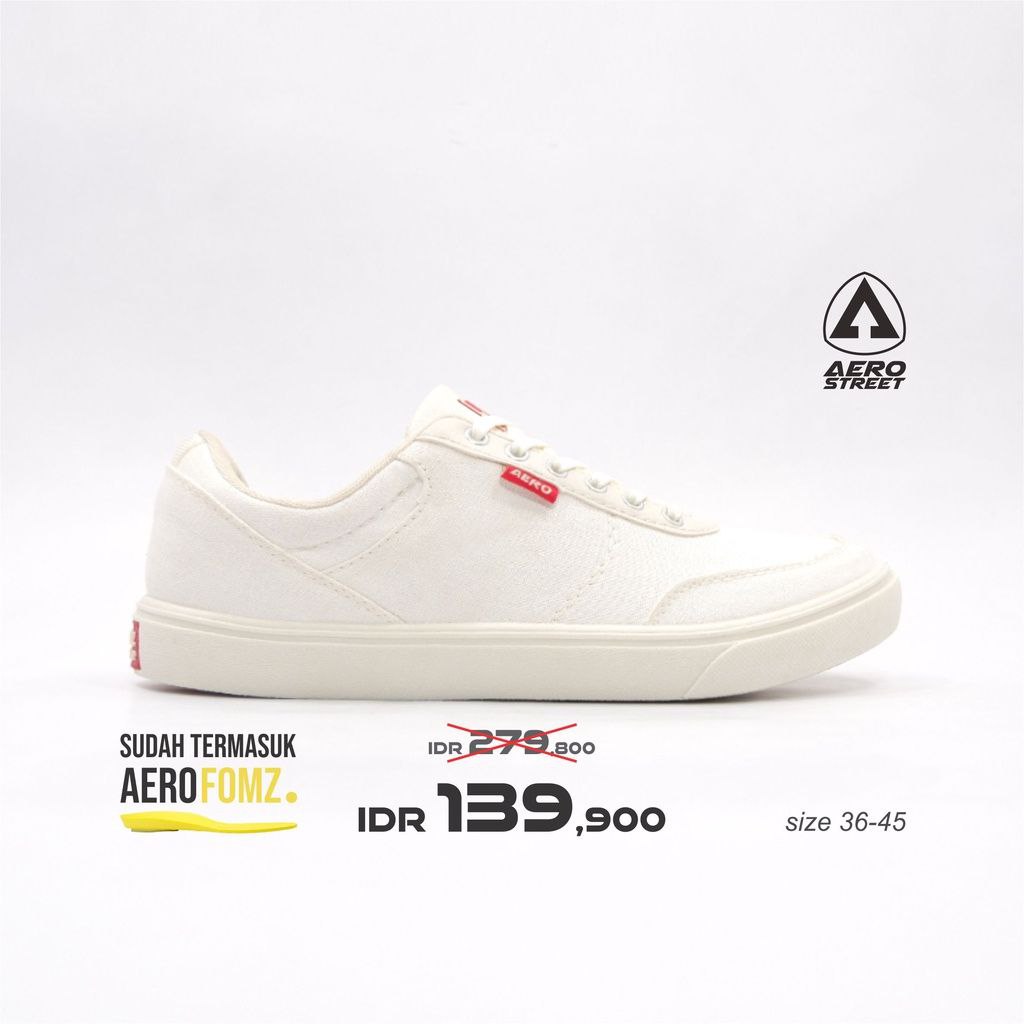 AERO
STREET
AERO
SUDAH TERMASUK
AEROFOMZ.
IDR 279,800
IDR 139,900
size 36-45